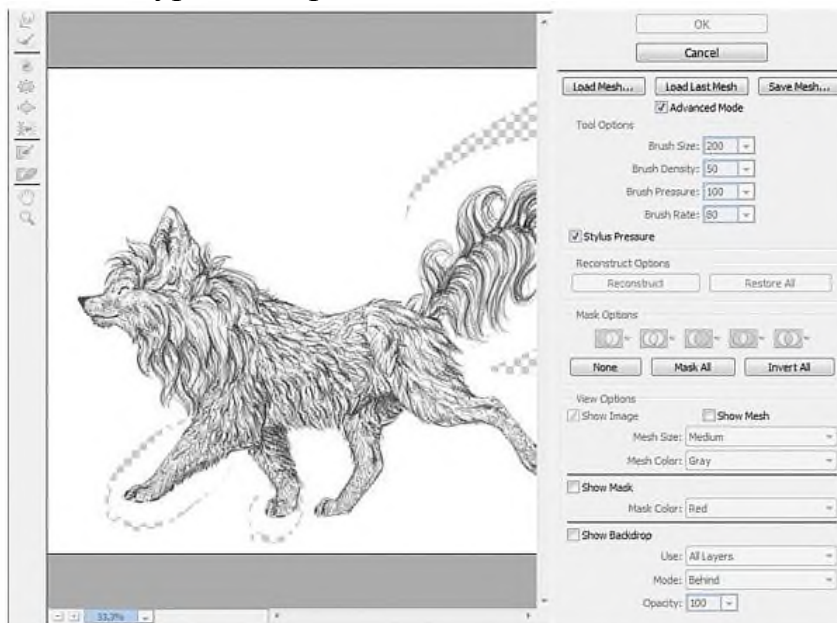 OK
Cancel
Load Mesh... Load Last Mesh Save Mesh...
Advanced Mode
Tool Options
Brush Size: 200
Brush Density: 50
Brush Pressure: 100
Brush Rate: 80
Stylus Pressure
Reconstruct Options
Reconstruct Restore All
Mask Options
None Mask All Invert All
View Options
Show Image Show Mesh
Mesh Size: Medium
Mesh Color: Gray
Show Mask
Mask Color: Red
Show Backdrop
Use: All Layers
Mode: Behind
Opacity: 100
33,3%